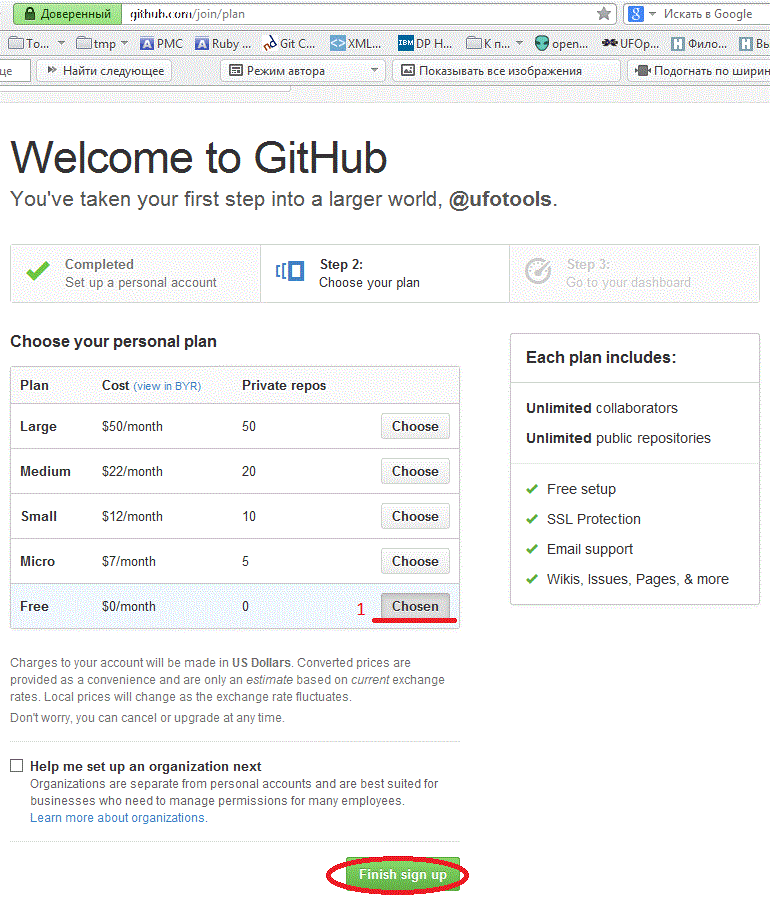 Доверенный github.com/join/plan Искать в Google
То... tmp PMC Ruby ... Git C... XML... DP H... К п... open... UFOp... Фило... Вы
це Найти следующее Режим автора Показывать все изображения Подогнать по ширин
Welcome to GitHub
You've taken your first step into a larger world, @ufotools.
Completed
Set up a personal account
Step 2:
Choose your plan
Step 3:
Go to your dashboard
Choose your personal plan
Plan Cost (view in BYR) Private repos
Large $50/month 50 Choose
Medium $22/month 20 Choose
Small $12/month 10 Choose
Micro $7/month 5 Choose
Free $0/month 0 1 Chosen
Charges to your account will be made in US Dollars. Converted prices are
provided as a convenience and are only an estimate based on current exchange
rates. Local prices will change as the exchange rate fluctuates.
Don't worry, you can cancel or upgrade at any time.
Help me set up an organization next
Organizations are separate from personal accounts and are best suited for
businesses who need to manage permissions for many employees.
Learn more about organizations.
Finish sign up
Each plan includes:
Unlimited collaborators
Unlimited public repositories
Free setup
SSL Protection
Email support
Wikis, Issues, Pages, & more